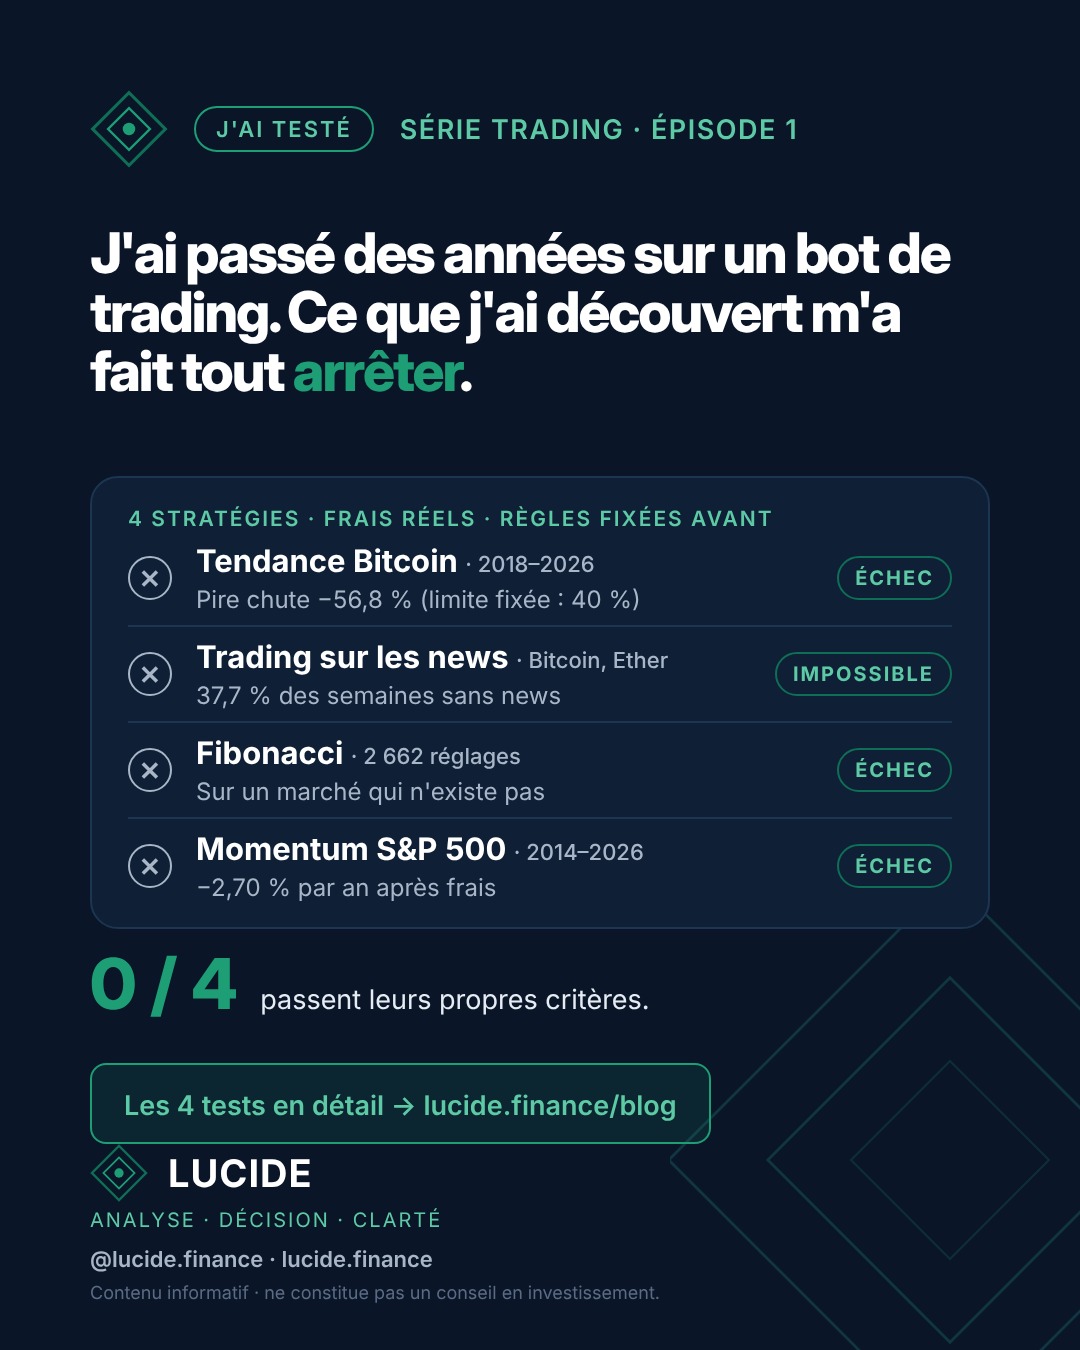 J'AI TESTÉ SÉRIE TRADING · ÉPISODE 1
J'ai passé des années sur un bot de
trading. Ce que j'ai découvert m'a
fait tout arrêter.
4 STRATÉGIES · FRAIS RÉELS · RÈGLES FIXÉES AVANT
Tendance Bitcoin · 2018–2026
Pire chute −56,8 % (limite fixée : 40 %)
ÉCHEC
Trading sur les news · Bitcoin, Ether
37,7 % des semaines sans news
IMPOSSIBLE
Fibonacci · 2 662 réglages
Sur un marché qui n'existe pas
ÉCHEC
Momentum S&P 500 · 2014–2026
−2,70 % par an après frais
ÉCHEC
0 / 4 passent leurs propres critères.
Les 4 tests en détail → lucide.finance/blog
LUCIDE
ANALYSE · DÉCISION · CLARTÉ
@lucide.finance · lucide.finance
Contenu informatif · ne constitue pas un conseil en investissement.